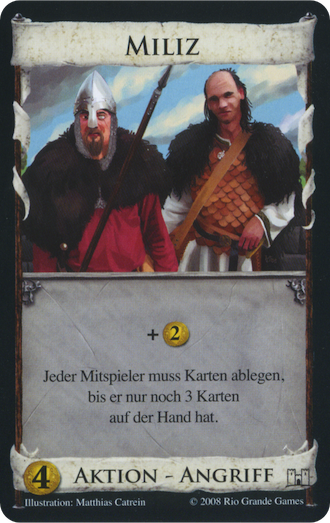 Miliz
+ 2
Jeder Mitspieler muss Karten ablegen,
bis er nur noch 3 Karten
auf der Hand hat.
4 Aktion - Angriff
Illustration: Matthias Catrein © 2008 Rio Grande Games